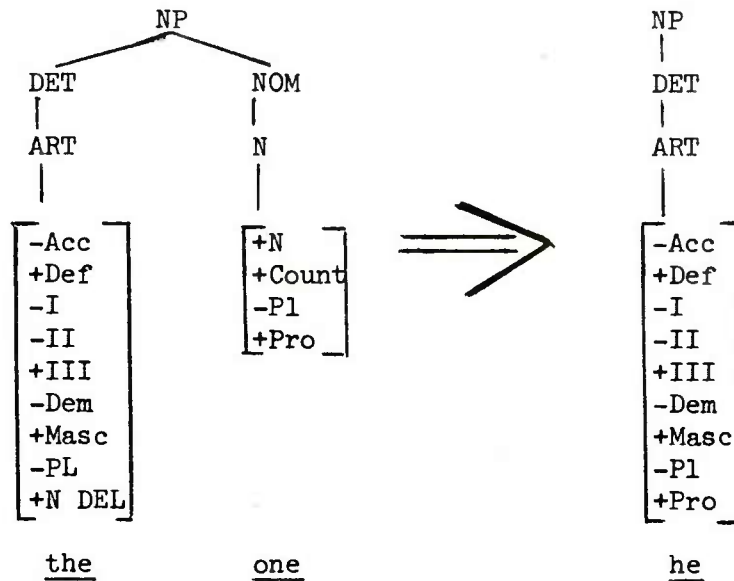 NP
DET NOM
ART N
-Acc
+Def
-I
-II
+III
-Dem
+Masc
-PL
+N DEL
the
+N
+Count
-Pl
+Pro
one
NP
DET
ART
-Acc
+Def
-I
-II
+III
-Dem
+Masc
-Pl
+Pro
he